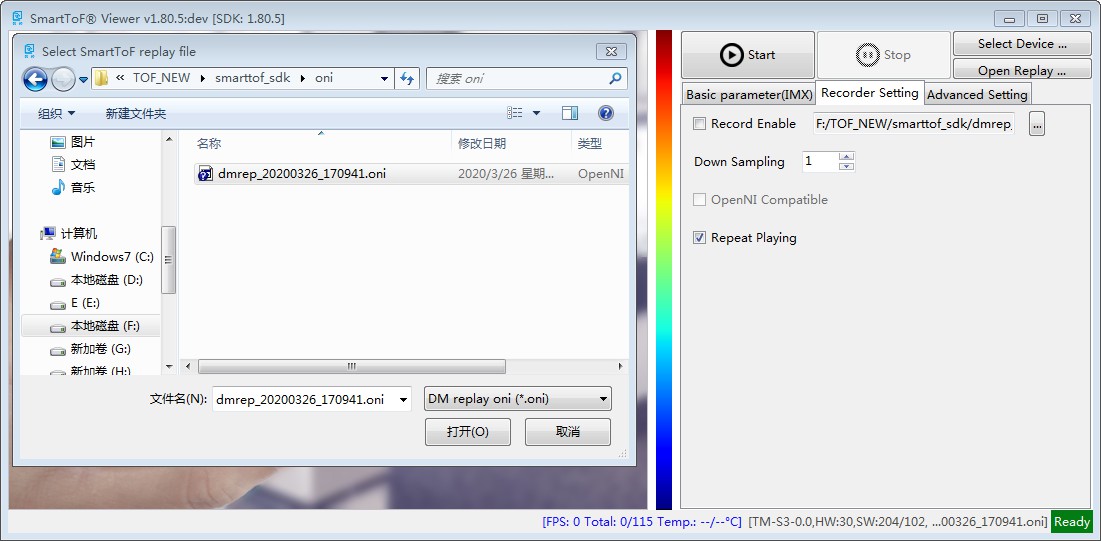 SmartToF® Viewer v1.80.5:dev [SDK: 1.80.5]
Select SmartToF replay file
« TOF_NEW smarttof_sdk oni
搜索 oni
组织 新建文件夹
图片
文档
音乐
计算机
Windows7 (C:)
本地磁盘 (D:)
E (E:)
本地磁盘 (F:)
新加卷 (G:)
新加卷 (H:)
名称 修改日期 类型
dmrep_20200326_170941.oni 2020/3/26 星期... OpenNI
文件名(N): dmrep_20200326_170941.oni DM replay oni (*.oni)
打开(O) 取消
Start Stop
Select Device ...
Open Replay ...
Basic parameter(IMX) Recorder Setting Advanced Setting
Record Enable F:/TOF_NEW/smarttof_sdk/dmrep_ ...
Down Sampling 1
OpenNI Compatible
Repeat Playing
[FPS: 0 Total: 0/115 Temp.: --/--°C] [TM-S3-0.0,HW:30,SW:204/102, ...00326_170941.oni] Ready